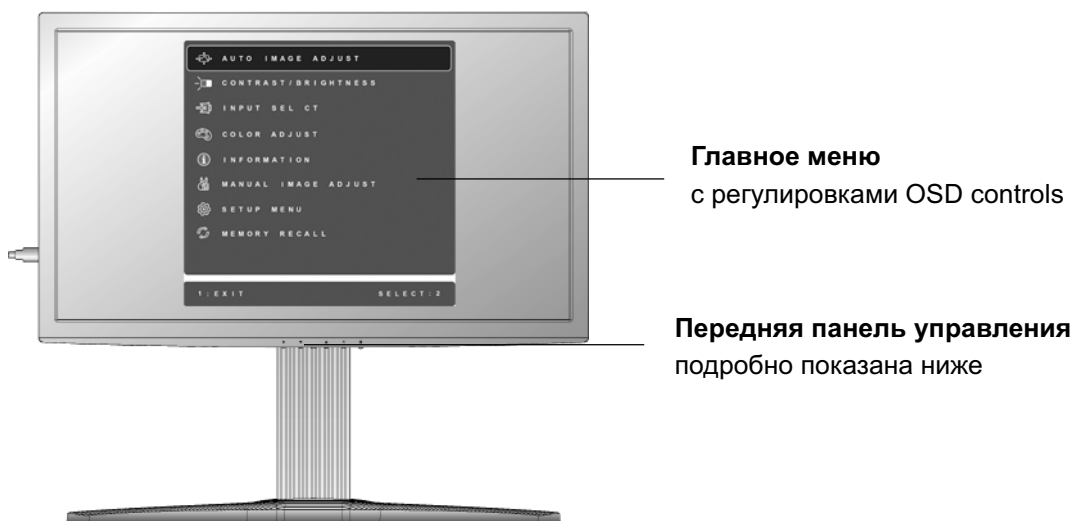 AUTO IMAGE ADJUST
CONTRAST/BRIGHTNESS
INPUT SEL CT
COLOR ADJUST
INFORMATION
MANUAL IMAGE ADJUST
SETUP MENU
MEMORY RECALL
1:EXIT SELECT:2
Главное меню
с регулировками OSD controls
Передняя панель управления
подробно показана ниже